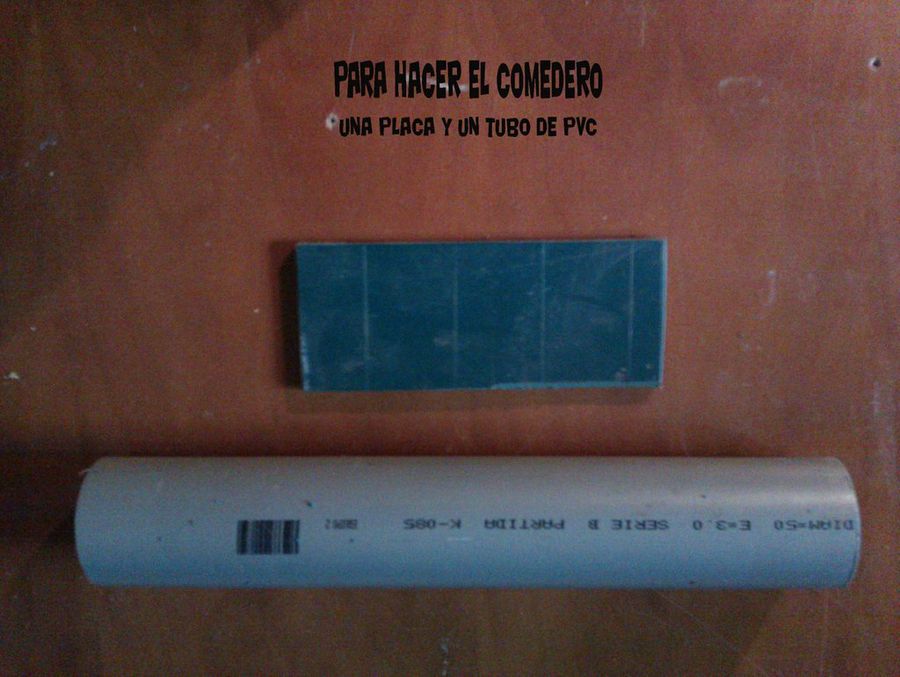 PARA HACER EL COMEDERO
UNA PLACA Y UN TUBO DE PVC
DIAM=50 E=3.0 SERIE B PARTIDA K-085